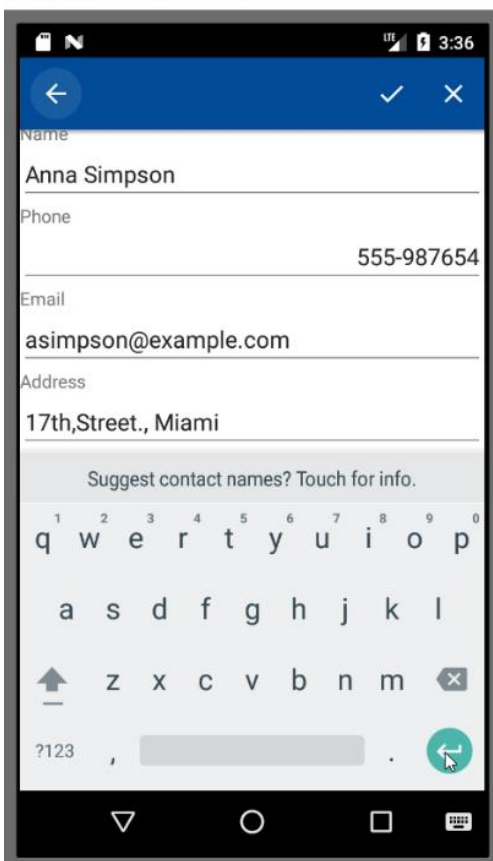 LTE 3:36
Name
Anna Simpson
Phone
555-987654
Email
asimpson@example.com
Address
17th,Street., Miami
Suggest contact names? Touch for info.
1 2 3 4 5 6 7 8 9 0
q w e r t y u i o p
a s d f g h j k l
z x c v b n m
?123 , .